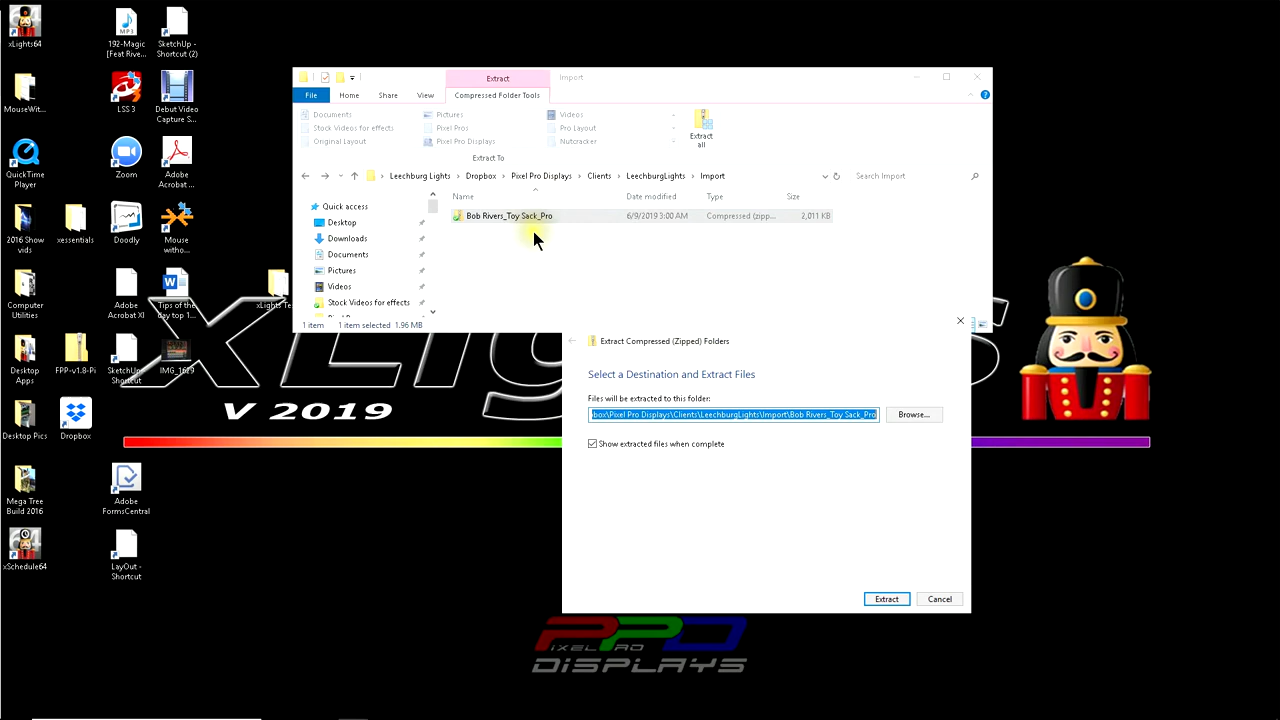 xLights64
192-Magic
[Feat Rive...
SketchUp -
Shortcut (2)
MouseWit...
LSS 3
Debut Video
Capture S...
QuickTime
Player
Zoom
Adobe
Acrobat ...
2016 Show
vids
xessentials
Doodly
Mouse
witho...
Computer
Utilities
Adobe
Acrobat XI
Tips of the
day top 1...
Desktop
Apps
FPP-v1.8-Pi
SketchUp
Shortcut
IMG_1629
Desktop Pics
Dropbox
Mega Tree
Build 2016
Adobe
FormsCentral
xSchedule64
LayOut -
Shortcut
Extract
Import
File
Home
Share
View
Compressed Folder Tools
Documents
Pictures
Videos
Stock Videos for effects
Pixel Pros
Pro Layout
Original Layout
Pixel Pro Displays
Nutcracker
Extract
all
Extract To
Leechburg Lights > Dropbox > Pixel Pro Displays > Clients > LeechburgLights > Import
Search Import
Name
Date modified
Type
Size
Quick access
Desktop
Downloads
Documents
Pictures
Videos
Stock Videos for effects
Bob Rivers_Toy Sack_Pro
6/9/2019 3:00 AM
Compressed (zipp...
2,011 KB
1 item
1 item selected 1.96 MB
Extract Compressed (Zipped) Folders
Select a Destination and Extract Files
Files will be extracted to this folder:
box\Pixel Pro Displays\Clients\LeechburgLights\Import\Bob Rivers_Toy Sack_Pro
Browse...
Show extracted files when complete
Extract
Cancel
V 2019
PPD
PIXEL PRO
DISPLAYS